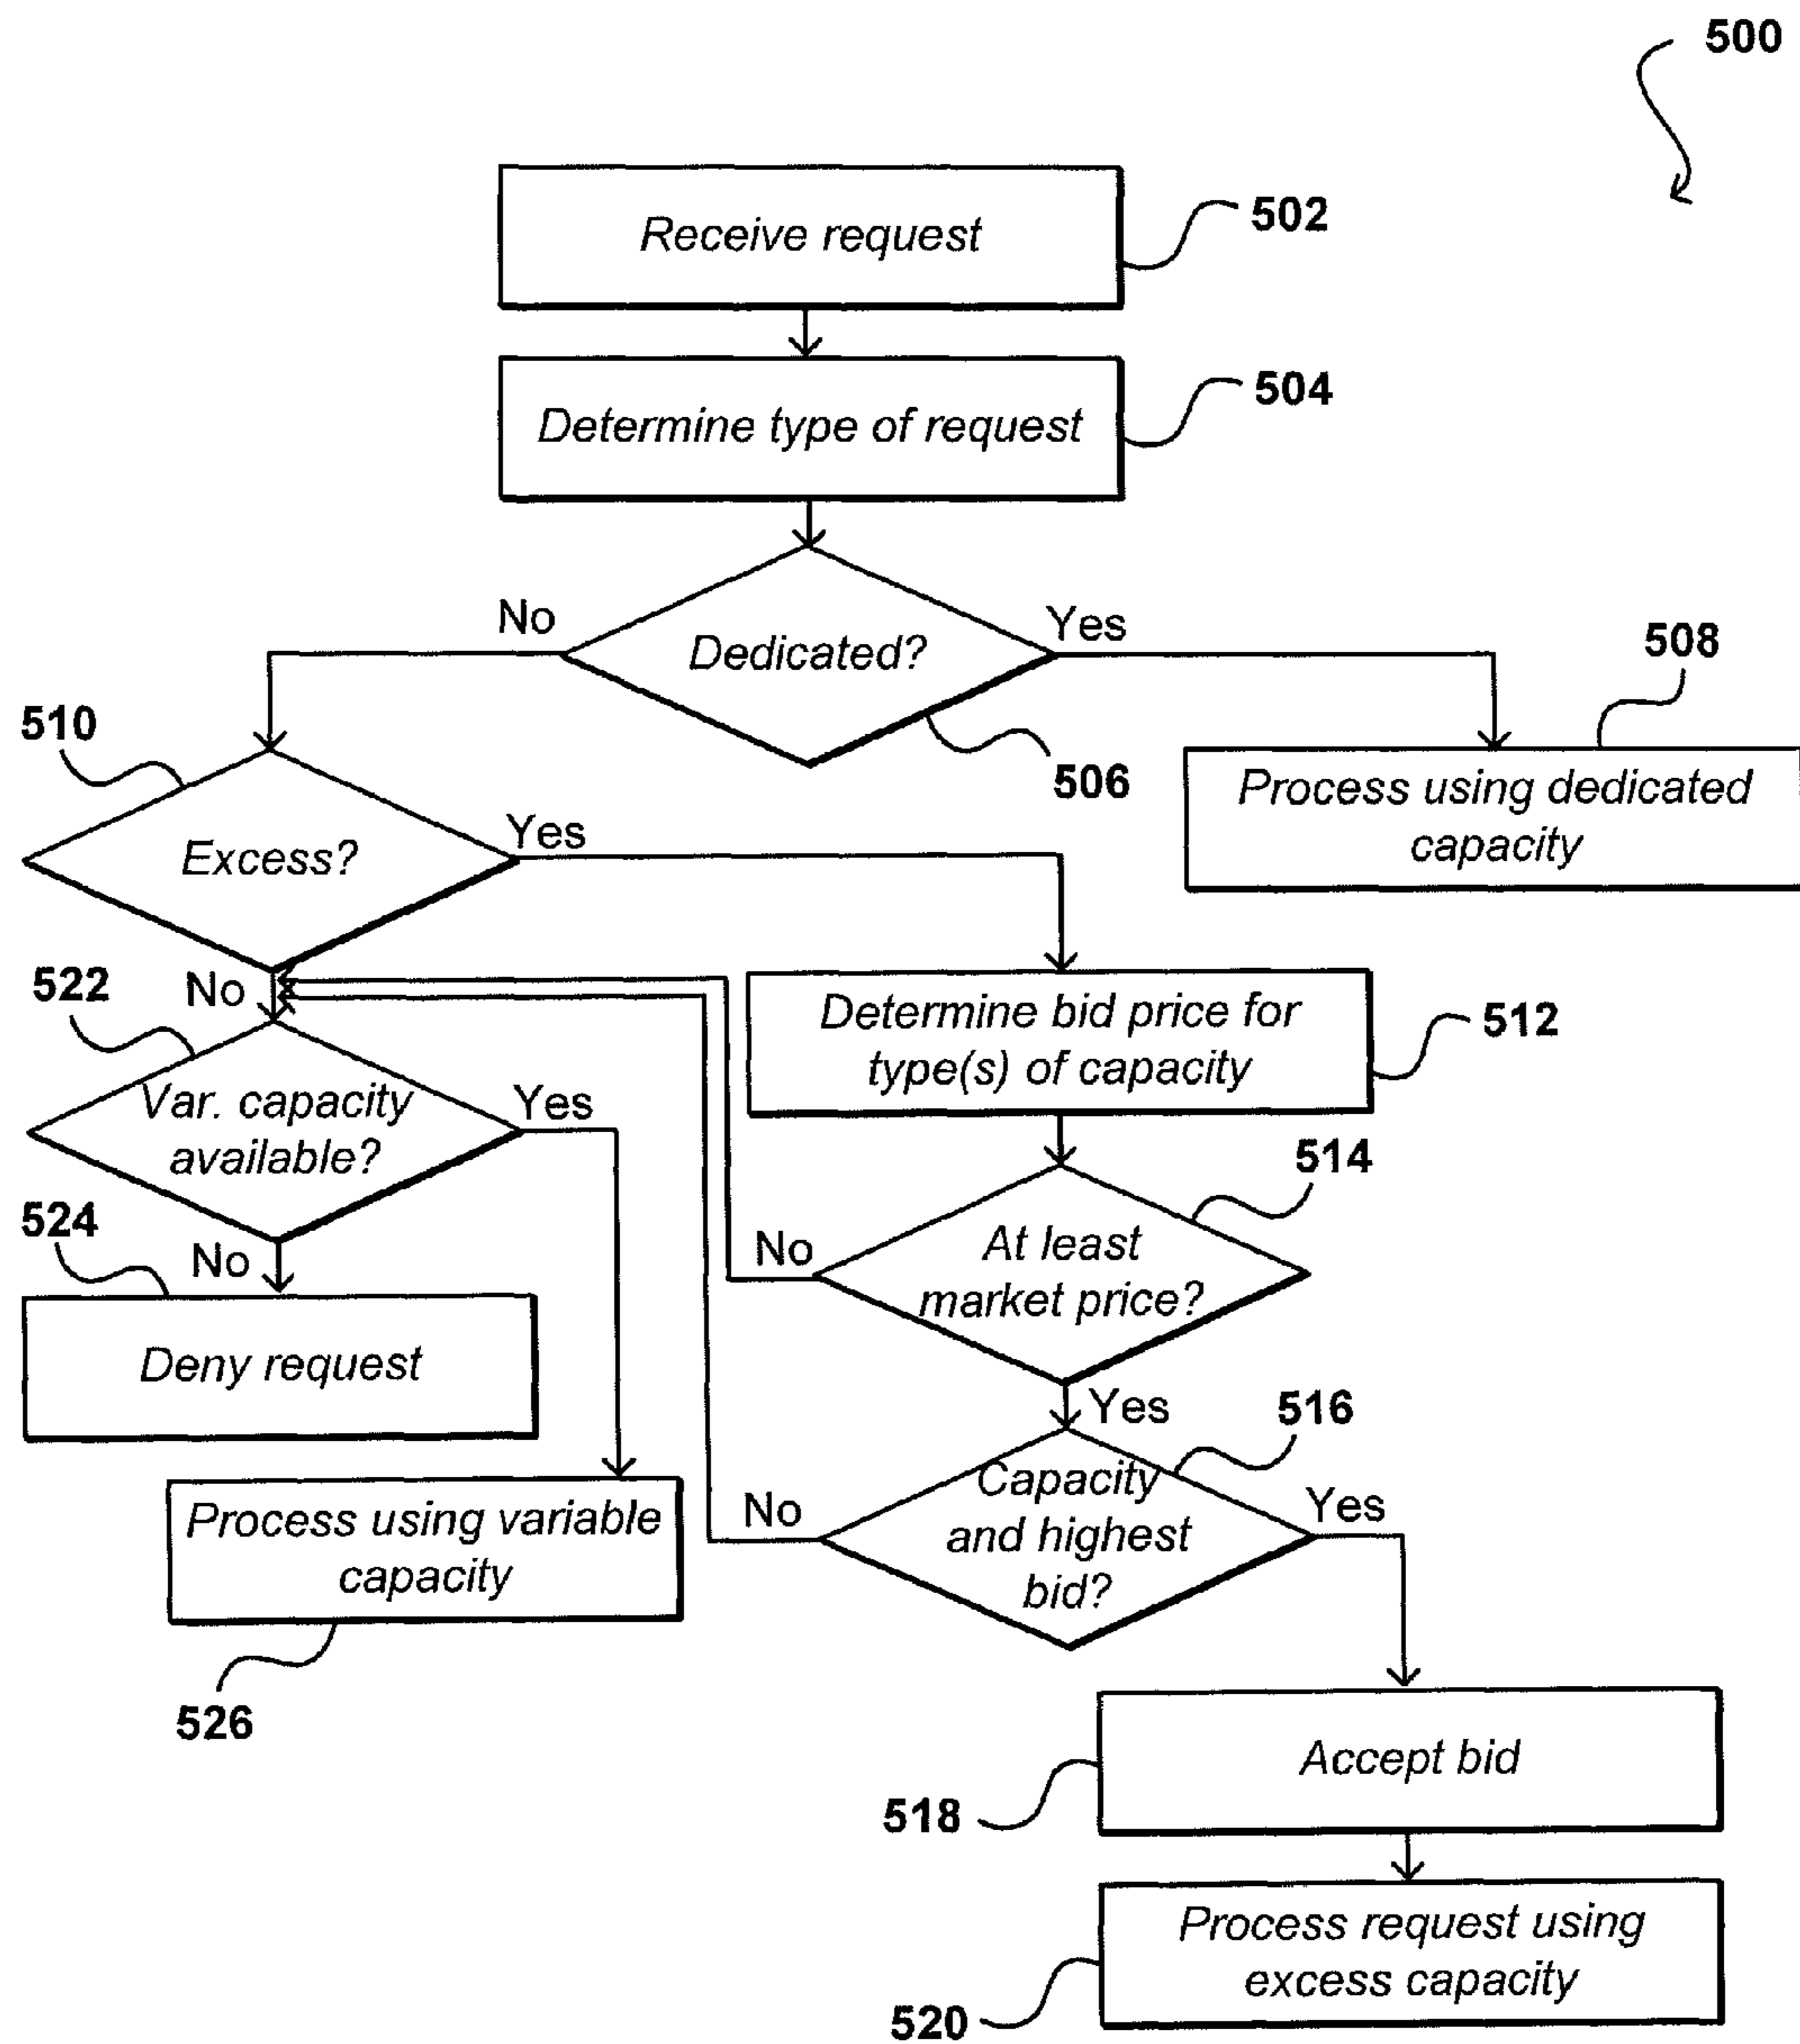 500
Receive request
502
Determine type of request
504
No
Dedicated?
Yes
506
508
Process using dedicated
capacity
510
Excess?
Yes
No
522
Determine bid price for
type(s) of capacity
512
Var. capacity
available?
Yes
514
At least
market price?
No
524
No
Deny request
Yes
516
Capacity
and highest
bid?
No
Yes
Process using variable
capacity
526
Accept bid
518
Process request using
excess capacity
520